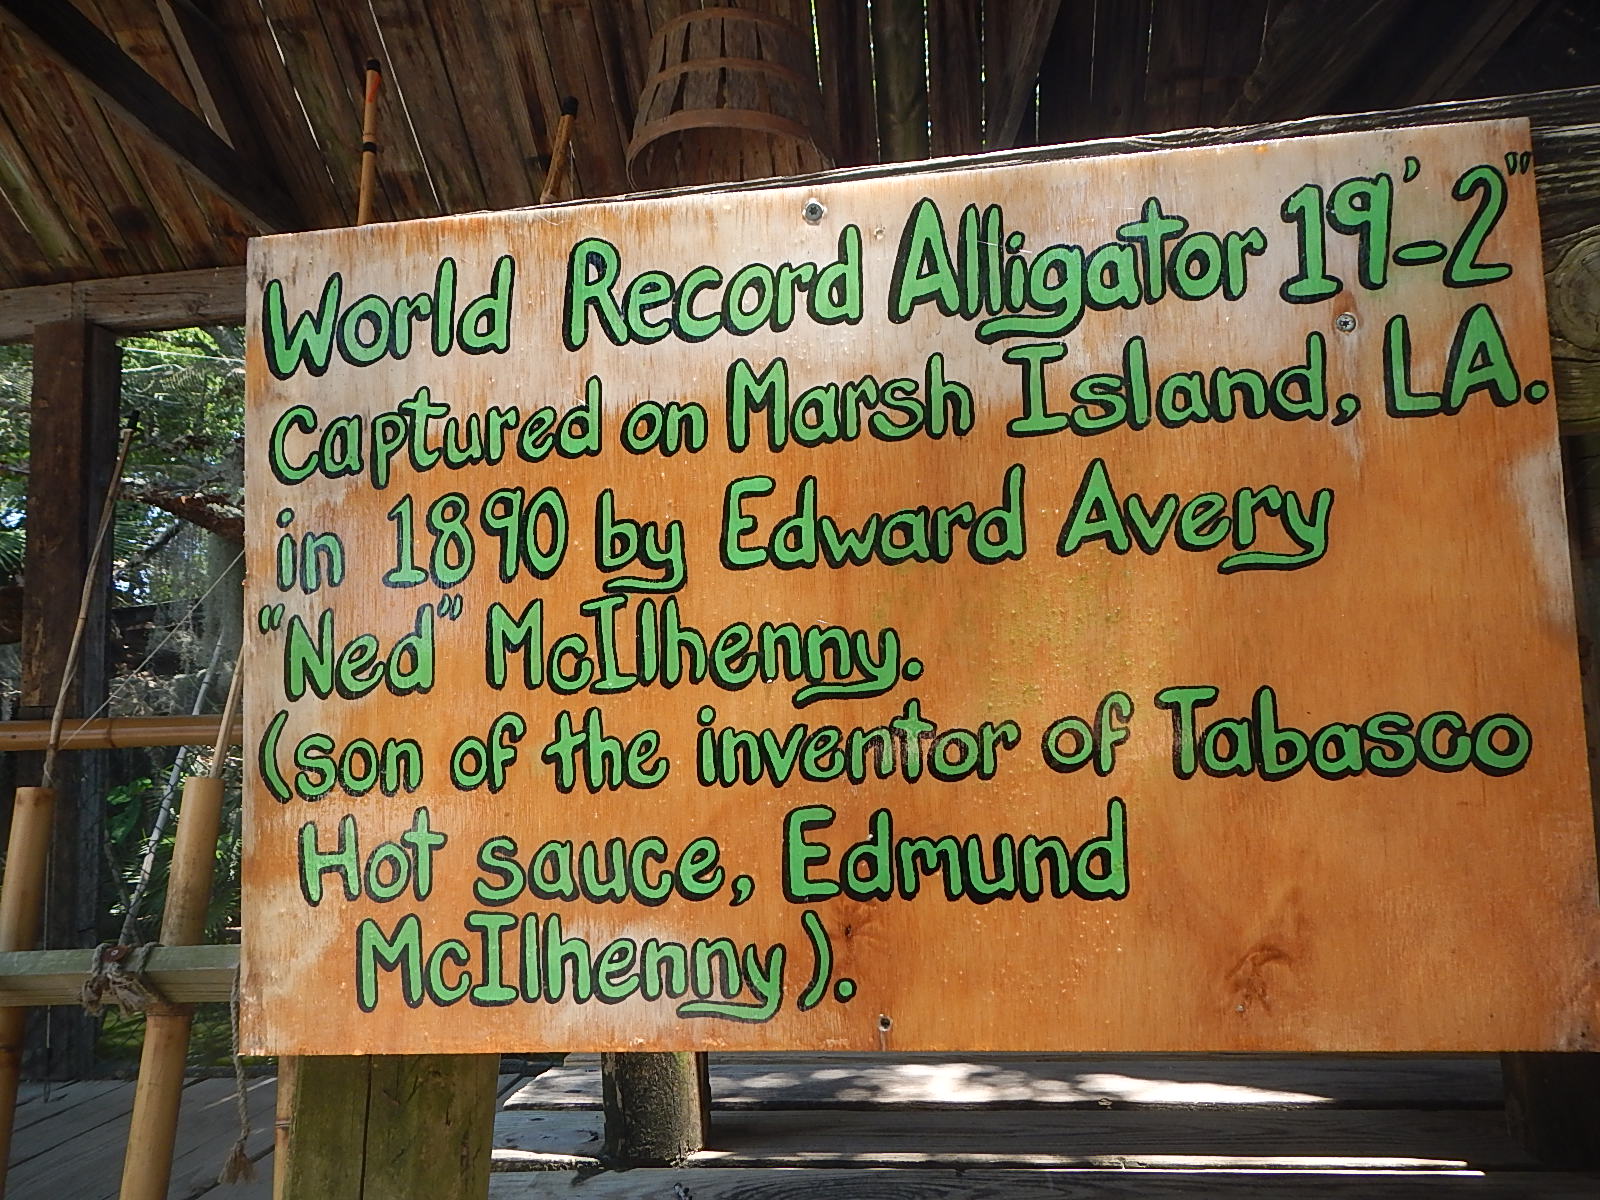 World Record Alligator 19'-2"
Captured on Marsh Island, LA.
in 1890 by Edward Avery
"Ned" McIlhenny.
(son of the inventor of Tabasco
Hot sauce, Edmund
McIlhenny).